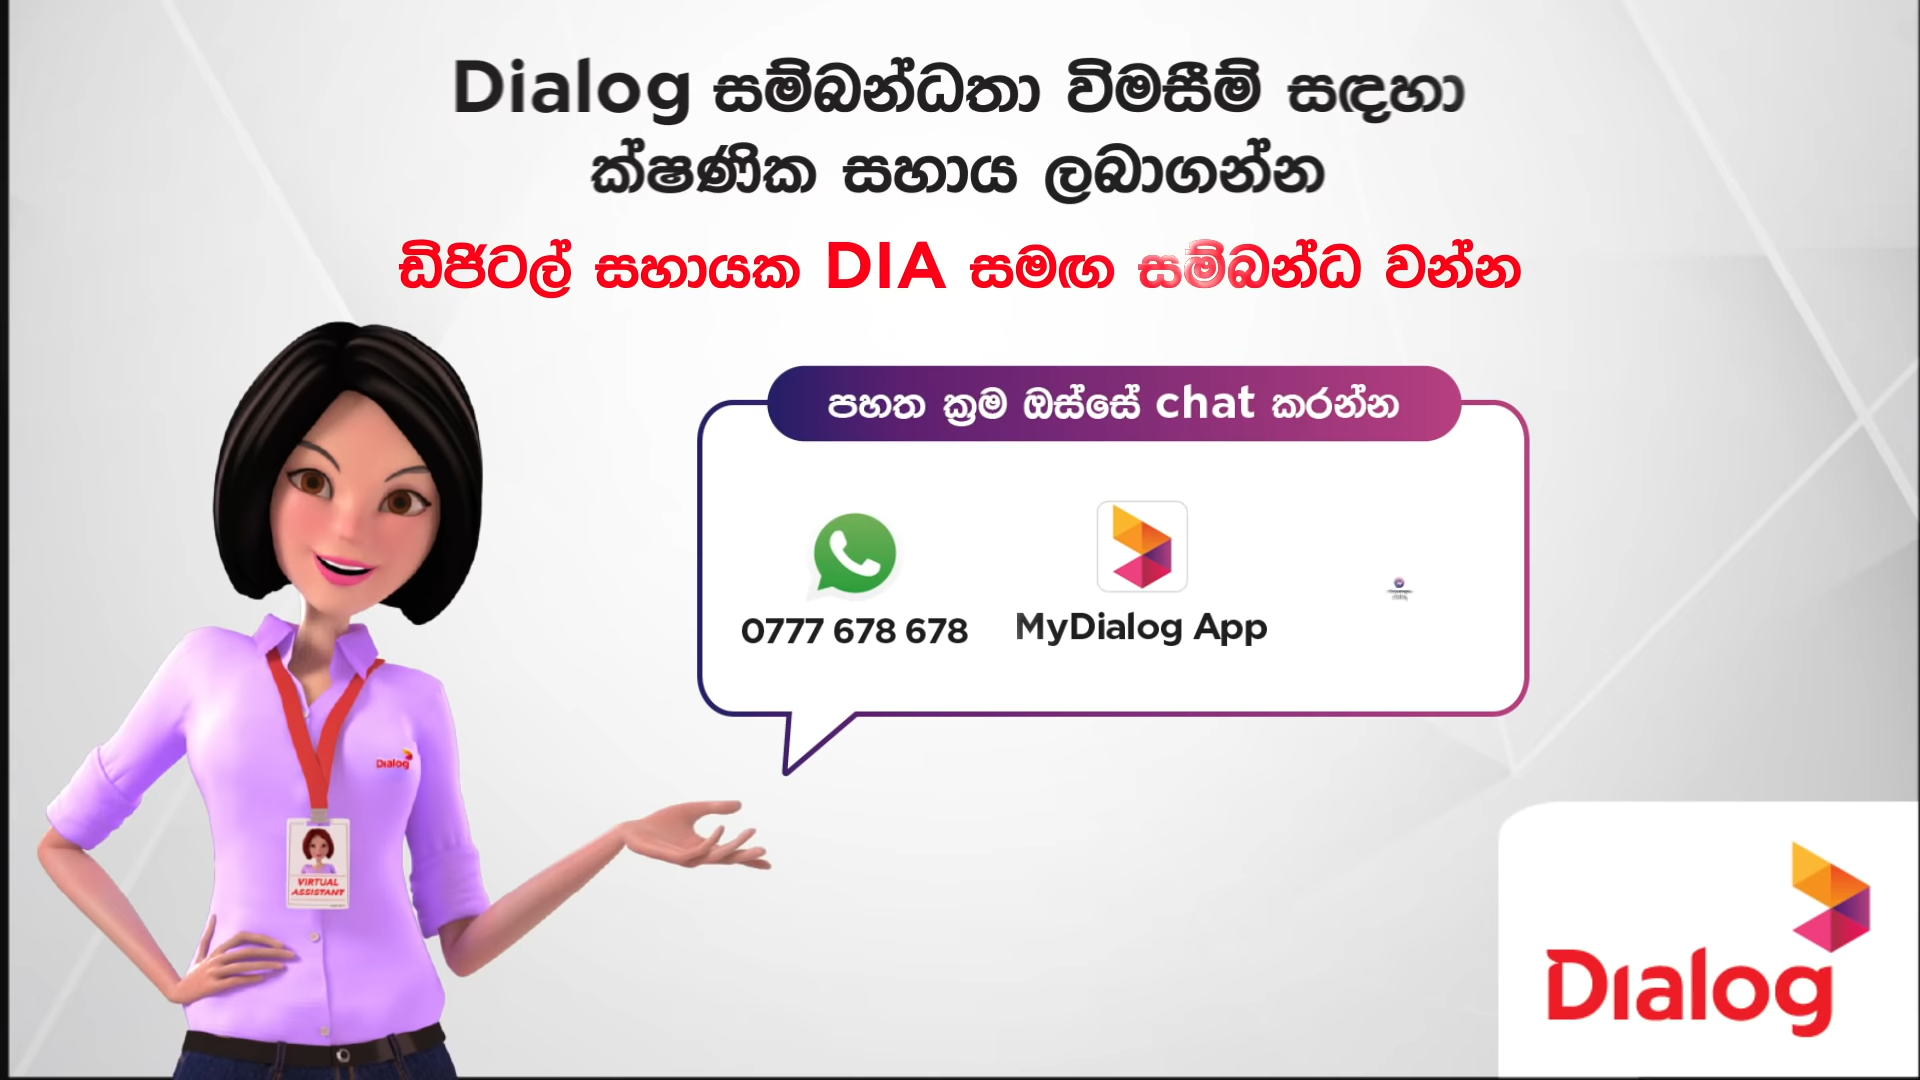 Dialog සම්බන්ධතා විමසීම් සඳහා
ක්ෂණික සහාය ලබාගන්න
ඩිජිටල් සහායක DIA සමඟ සම්බන්ධ වන්න
පහත ක්‍රම ඔස්සේ chat කරන්න
0777 678 678
MyDialog App
Dialog
VIRTUAL
ASSISTANT
Dialog